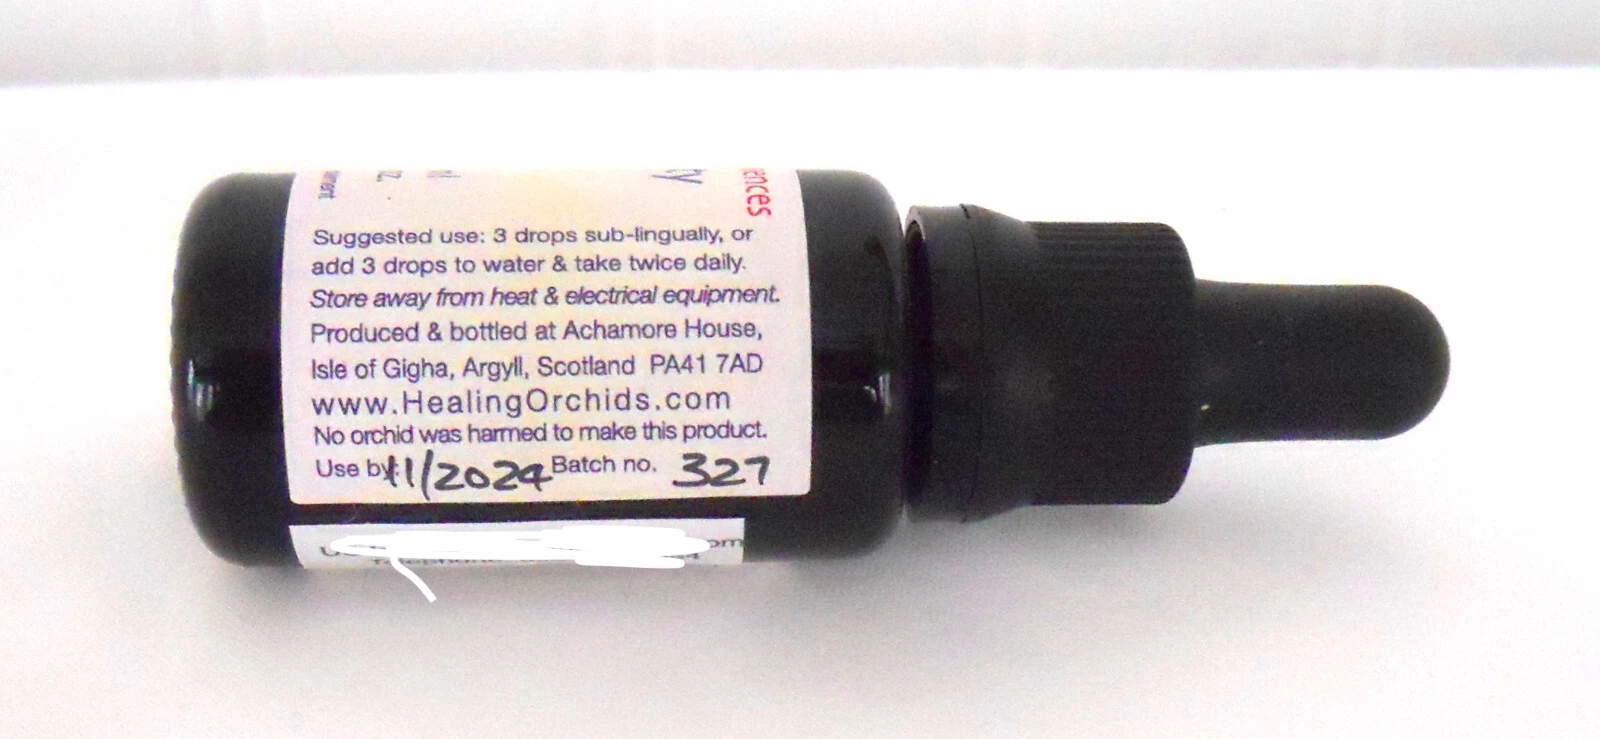 Suggested use: 3 drops sub-lingually, or
add 3 drops to water & take twice daily.
Store away from heat & electrical equipment.
Produced & bottled at Achamore House,
Isle of Gigha, Argyll, Scotland PA41 7AD
www.HealingOrchids.com
No orchid was harmed to make this product.
Use by: 11/2024 Batch no. 327